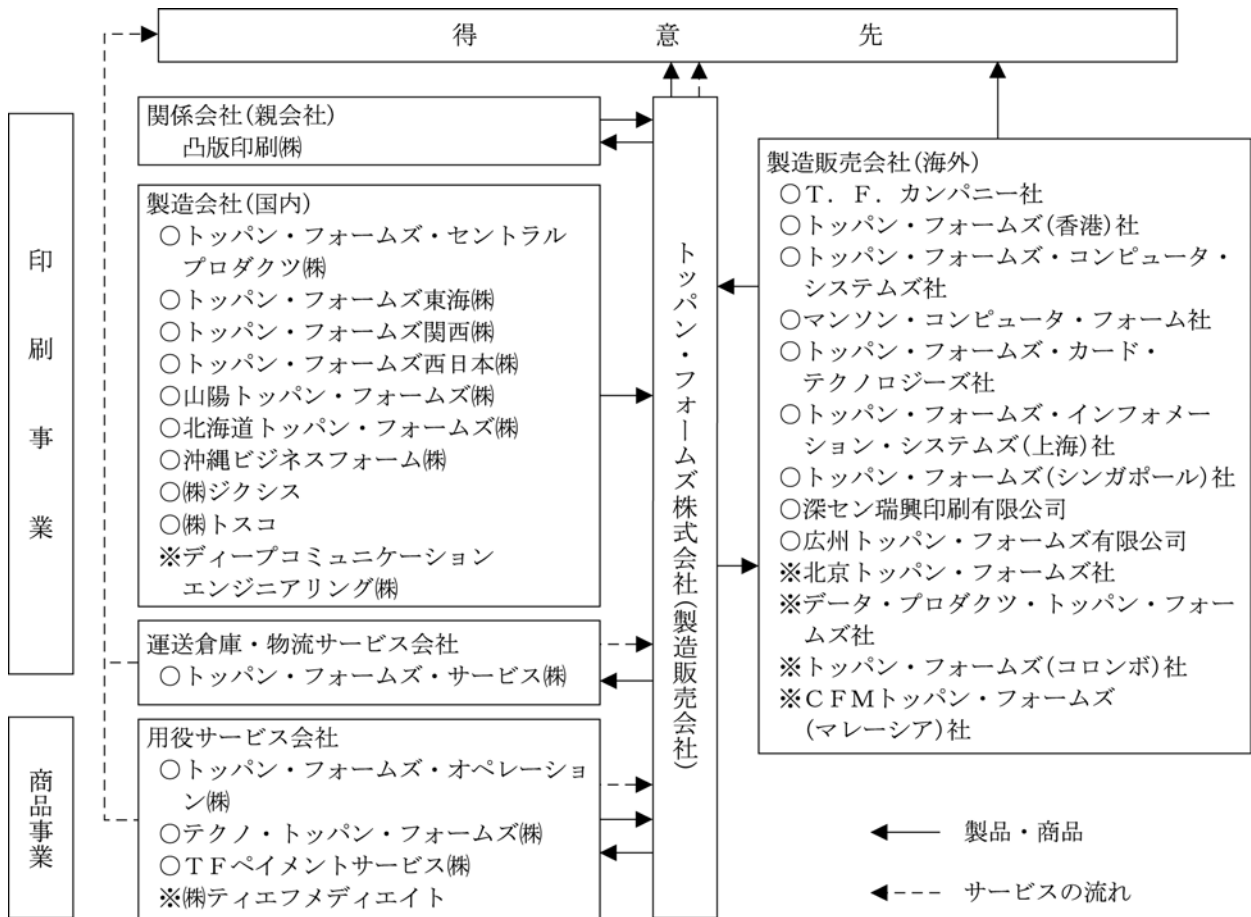 得意先
印刷事業
関係会社(親会社)
凸版印刷㈱
製造会社(国内)
○トッパン・フォームズ・セントラル
プロダクツ㈱
○トッパン・フォームズ東海㈱
○トッパン・フォームズ関西㈱
○トッパン・フォームズ西日本㈱
○山陽トッパン・フォームズ㈱
○北海道トッパン・フォームズ㈱
○沖縄ビジネスフォーム㈱
○㈱ジクシス
○㈱トスコ
※ディープコミュニケーション
エンジニアリング㈱
運送倉庫・物流サービス会社
○トッパン・フォームズ・サービス㈱
商品事業
用役サービス会社
○トッパン・フォームズ・オペレーショ
ン㈱
○テクノ・トッパン・フォームズ㈱
○TFペイメントサービス㈱
※㈱ティエフメディエイト
トッパン・フォームズ株式会社(製造販売会社)
製造販売会社(海外)
○T.F.カンパニー社
○トッパン・フォームズ(香港)社
○トッパン・フォームズ・コンピュータ・
システムズ社
○マンソン・コンピュータ・フォーム社
○トッパン・フォームズ・カード・
テクノロジーズ社
○トッパン・フォームズ・インフォメー
ション・システムズ(上海)社
○トッパン・フォームズ(シンガポール)社
○深セン瑞興印刷有限公司
○広州トッパン・フォームズ有限公司
※北京トッパン・フォームズ社
※データ・プロダクツ・トッパン・フォー
ムズ社
※トッパン・フォームズ(コロンボ)社
※CFMトッパン・フォームズ
(マレーシア)社
製品・商品
サービスの流れ